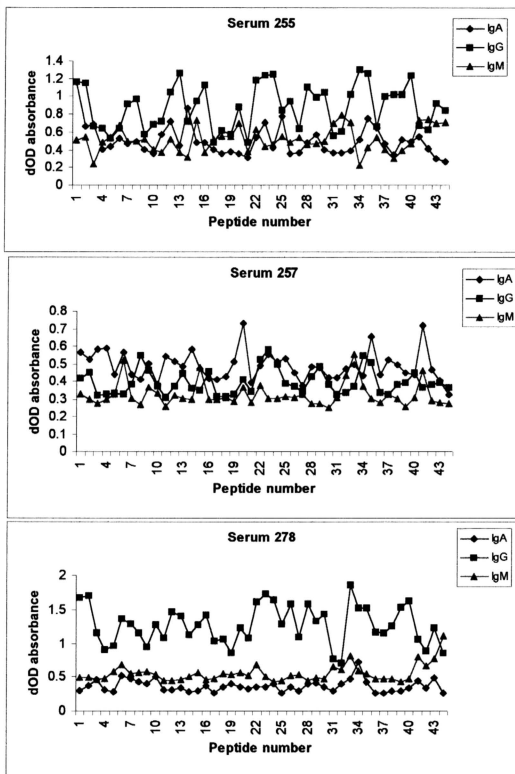 Serum 255
IgA
IgG
IgM
dOD absorbance
1.4
1.2
1
0.8
0.6
0.4
0.2
0
1 4 7 10 13 16 19 22 25 28 31 34 37 40 43
Peptide number
Serum 257
IgA
IgG
IgM
dOD absorbance
0.8
0.7
0.6
0.5
0.4
0.3
0.2
0.1
0
1 4 7 10 13 16 19 22 25 28 31 34 37 40 43
Peptide number
Serum 278
IgA
IgG
IgM
dOD absorbance
2
1.5
1
0.5
0
1 4 7 10 13 16 19 22 25 28 31 34 37 40 43
Peptide number